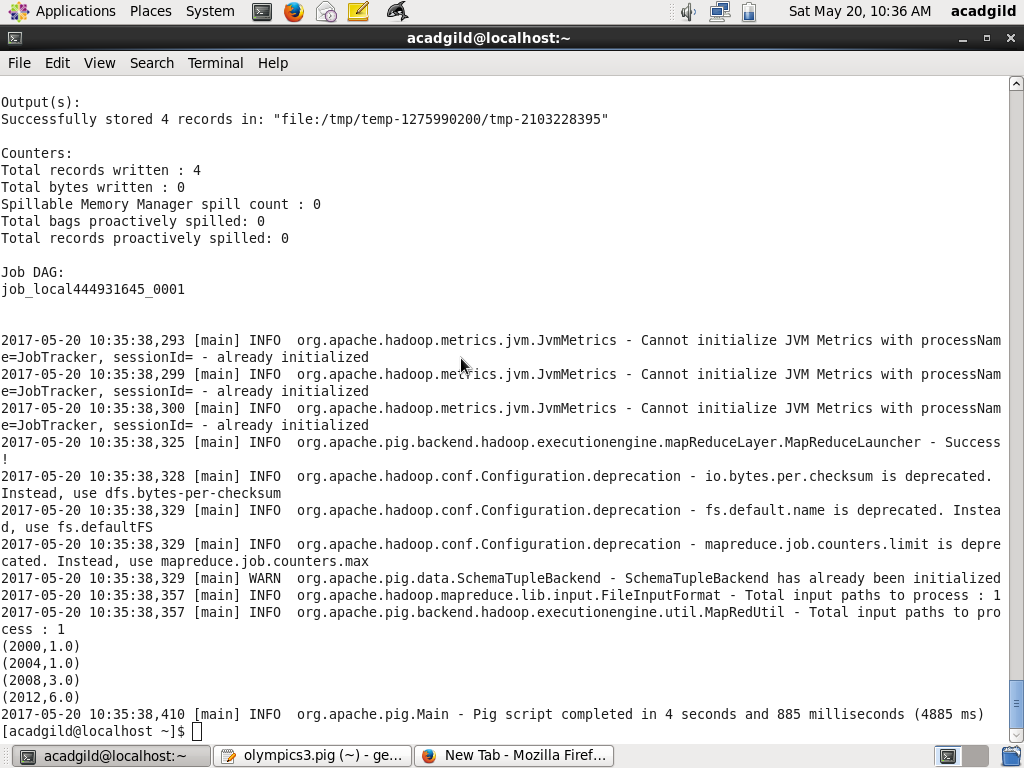 Applications Places System Sat May 20, 10:36 AM acadgild
acadgild@localhost:~
File Edit View Search Terminal Help
Output(s):
Successfully stored 4 records in: "file:/tmp/temp-1275990200/tmp-2103228395"
Counters:
Total records written : 4
Total bytes written : 0
Spillable Memory Manager spill count : 0
Total bags proactively spilled: 0
Total records proactively spilled: 0
Job DAG:
job_local444931645_0001
2017-05-20 10:35:38,293 [main] INFO  org.apache.hadoop.metrics.jvm.JvmMetrics - Cannot initialize JVM Metrics with processNam
e=JobTracker, sessionId= - already initialized
2017-05-20 10:35:38,299 [main] INFO  org.apache.hadoop.metrics.jvm.JvmMetrics - Cannot initialize JVM Metrics with processNam
e=JobTracker, sessionId= - already initialized
2017-05-20 10:35:38,300 [main] INFO  org.apache.hadoop.metrics.jvm.JvmMetrics - Cannot initialize JVM Metrics with processNam
e=JobTracker, sessionId= - already initialized
2017-05-20 10:35:38,325 [main] INFO  org.apache.pig.backend.hadoop.executionengine.mapReduceLayer.MapReduceLauncher - Success
!
2017-05-20 10:35:38,328 [main] INFO  org.apache.hadoop.conf.Configuration.deprecation - io.bytes.per.checksum is deprecated.
Instead, use dfs.bytes-per-checksum
2017-05-20 10:35:38,329 [main] INFO  org.apache.hadoop.conf.Configuration.deprecation - fs.default.name is deprecated. Instea
d, use fs.defaultFS
2017-05-20 10:35:38,329 [main] INFO  org.apache.hadoop.conf.Configuration.deprecation - mapreduce.job.counters.limit is depre
cated. Instead, use mapreduce.job.counters.max
2017-05-20 10:35:38,329 [main] WARN  org.apache.pig.data.SchemaTupleBackend - SchemaTupleBackend has already been initialized
2017-05-20 10:35:38,357 [main] INFO  org.apache.hadoop.mapreduce.lib.input.FileInputFormat - Total input paths to process : 1
2017-05-20 10:35:38,357 [main] INFO  org.apache.pig.backend.hadoop.executionengine.util.MapRedUtil - Total input paths to pro
cess : 1
(2000,1.0)
(2004,1.0)
(2008,3.0)
(2012,6.0)
2017-05-20 10:35:38,410 [main] INFO  org.apache.pig.Main - Pig script completed in 4 seconds and 885 milliseconds (4885 ms)
[acadgild@localhost ~]$
acadgild@localhost:~ olympics3.pig (~) - ge... New Tab - Mozilla Firef...